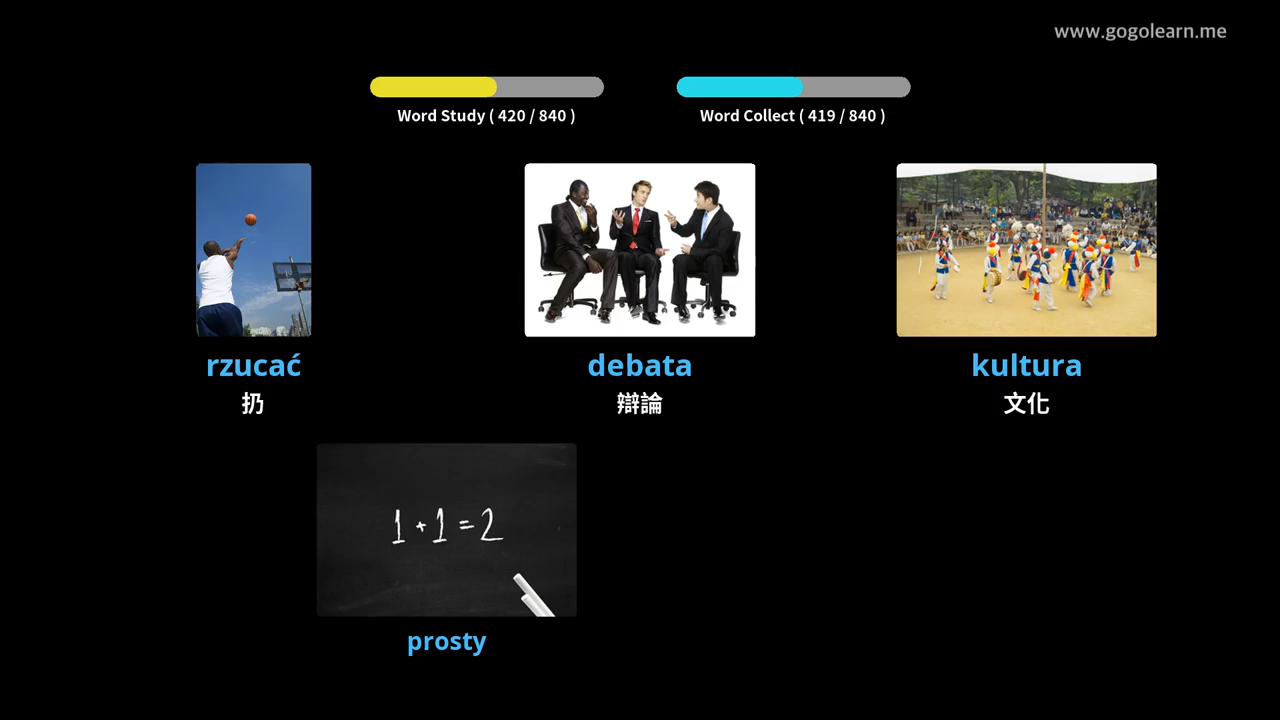 www.gogolearn.me
Word Study ( 420 / 840 )
Word Collect ( 419 / 840 )
rzucać
debata
kultura
扔
辯論
文化
1 + 1 = 2
prosty